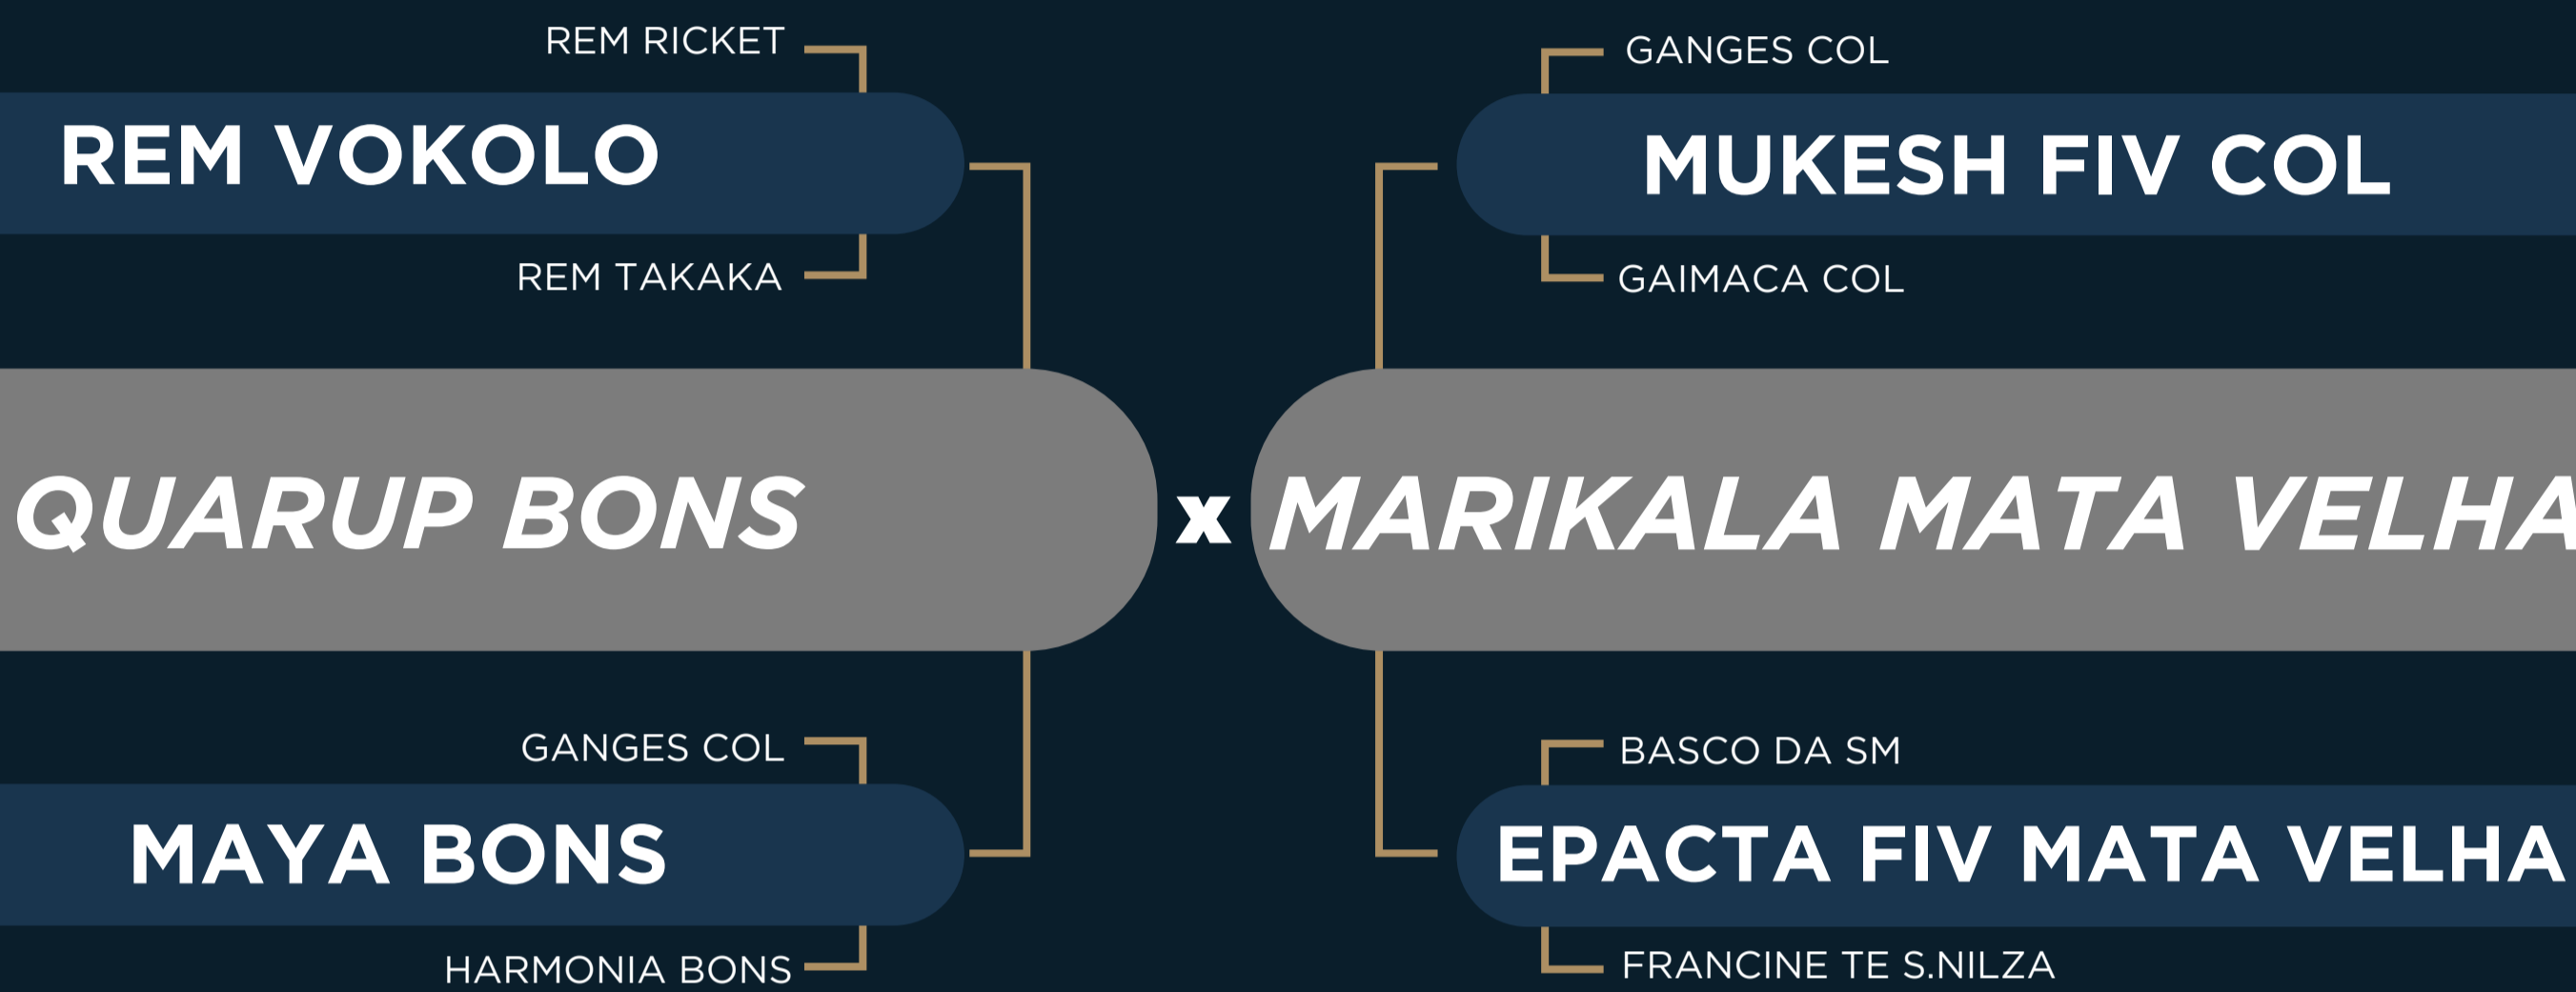 REM RICKET
REM VOKOLO
REM TAKAKA
GANGES COL
MUKESH FIV COL
GAIMACA COL
QUARUP BONS x MARIKALA MATA VELHA
GANGES COL
MAYA BONS
HARMONIA BONS
BASCO DA SM
EPACTA FIV MATA VELHA
FRANCINE TE S.NILZA